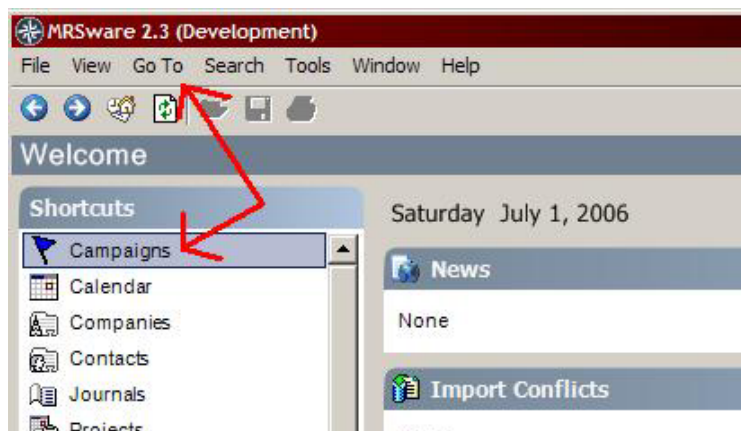 MRSware 2.3 (Development)
File View Go To Search Tools Window Help
Welcome
Shortcuts
Campaigns
Calendar
Companies
Contacts
Journals
Projects
Saturday July 1, 2006
News
None
Import Conflicts